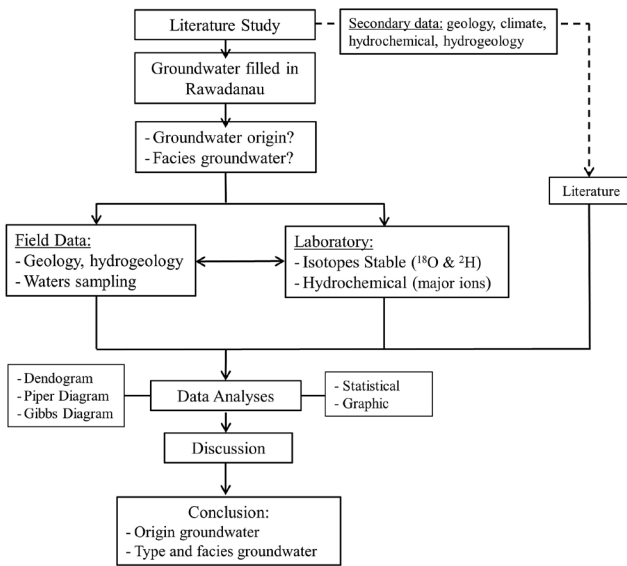 Literature Study
Secondary data: geology, climate,
hydrochemical, hydrogeology
Groundwater filled in
Rawadanau
- Groundwater origin?
- Facies groundwater?
Literature
Field Data:
- Geology, hydrogeology
- Waters sampling
Laboratory:
- Isotopes Stable (¹⁸O & ²H)
- Hydrochemical (major ions)
- Dendogram
- Piper Diagram
- Gibbs Diagram
Data Analyses
- Statistical
- Graphic
Discussion
Conclusion:
- Origin groundwater
- Type and facies groundwater